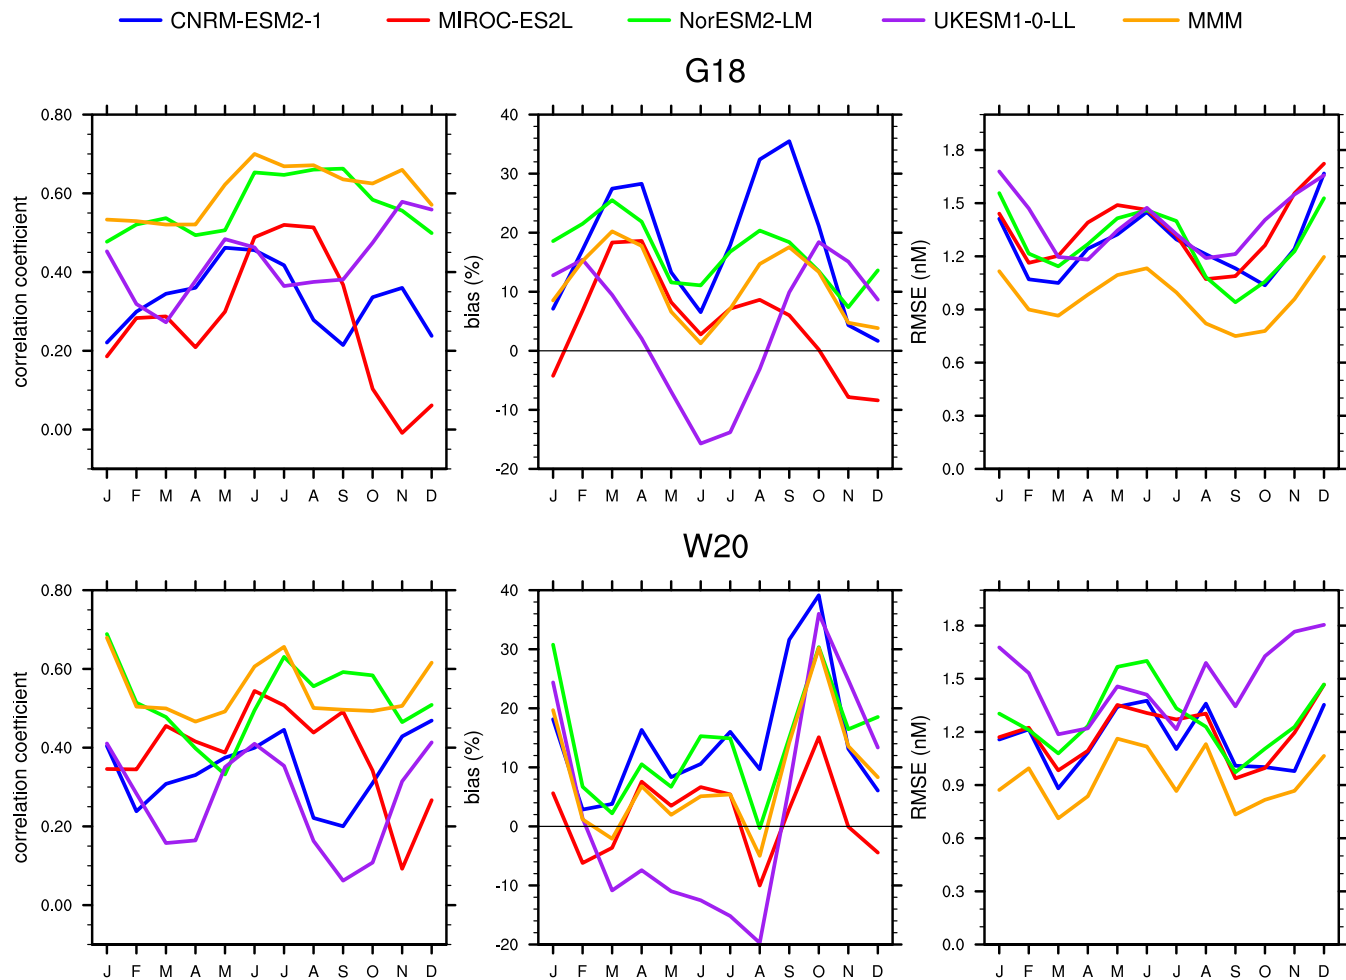 CNRM-ESM2-1 MIROC-ES2L NorESM2-LM UKESM1-0-LL MMM
G18
correlation coefficient
0.80
0.60
0.40
0.20
0.00
J F M A M J J A S O N D
bias (%)
40
30
20
10
0
-10
-20
J F M A M J J A S O N D
RMSE (nM)
1.8
1.5
1.2
0.9
0.6
0.3
0.0
J F M A M J J A S O N D
W20
correlation coefficient
0.80
0.60
0.40
0.20
0.00
J F M A M J J A S O N D
bias (%)
40
30
20
10
0
-10
-20
J F M A M J J A S O N D
RMSE (nM)
1.8
1.5
1.2
0.9
0.6
0.3
0.0
J F M A M J J A S O N D